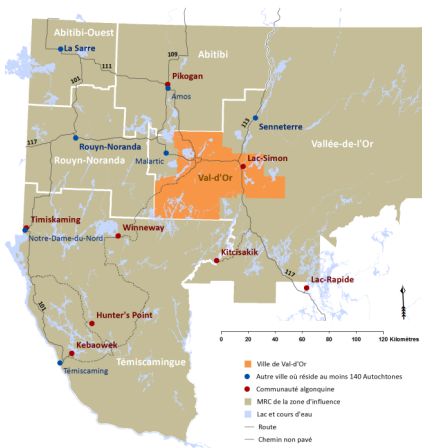 Abitibi-Ouest
La Sarre
109
Abitibi
111
101
Pikogan
Amos
113
Senneterre
117
Rouyn-Noranda
Rouyn-Noranda
Malartic
Vallée-de-l'Or
Lac-Simon
Val-d'Or
Timiskaming
Notre-Dame-du-Nord
Winneway
Kitcisakik
117
Lac-Rapide
101
Hunter's Point
Kebaowek
Témiscaming
Témiscamingue
0 20 40 60 80 100 120 Kilomètres
Ville de Val-d'Or
Autre ville où réside au moins 140 Autochtones
Communauté algonquine
MRC de la zone d'influence
Lac et cours d'eau
Route
Chemin non pavé